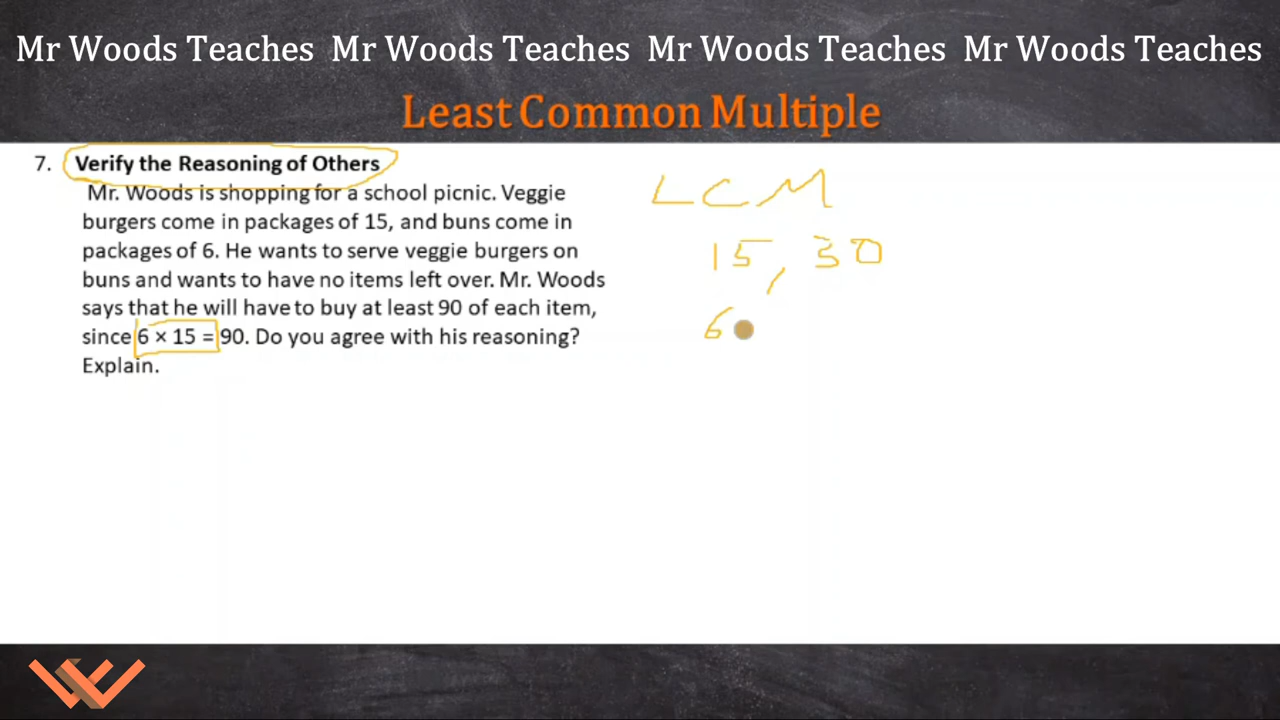 Mr Woods Teaches Mr Woods Teaches Mr Woods Teaches Mr Woods Teaches
Least Common Multiple
7. Verify the Reasoning of Others
Mr. Woods is shopping for a school picnic. Veggie
burgers come in packages of 15, and buns come in
packages of 6. He wants to serve veggie burgers on
buns and wants to have no items left over. Mr. Woods
says that he will have to buy at least 90 of each item,
since 6 × 15 = 90. Do you agree with his reasoning?
Explain.
LCM
15, 30
6